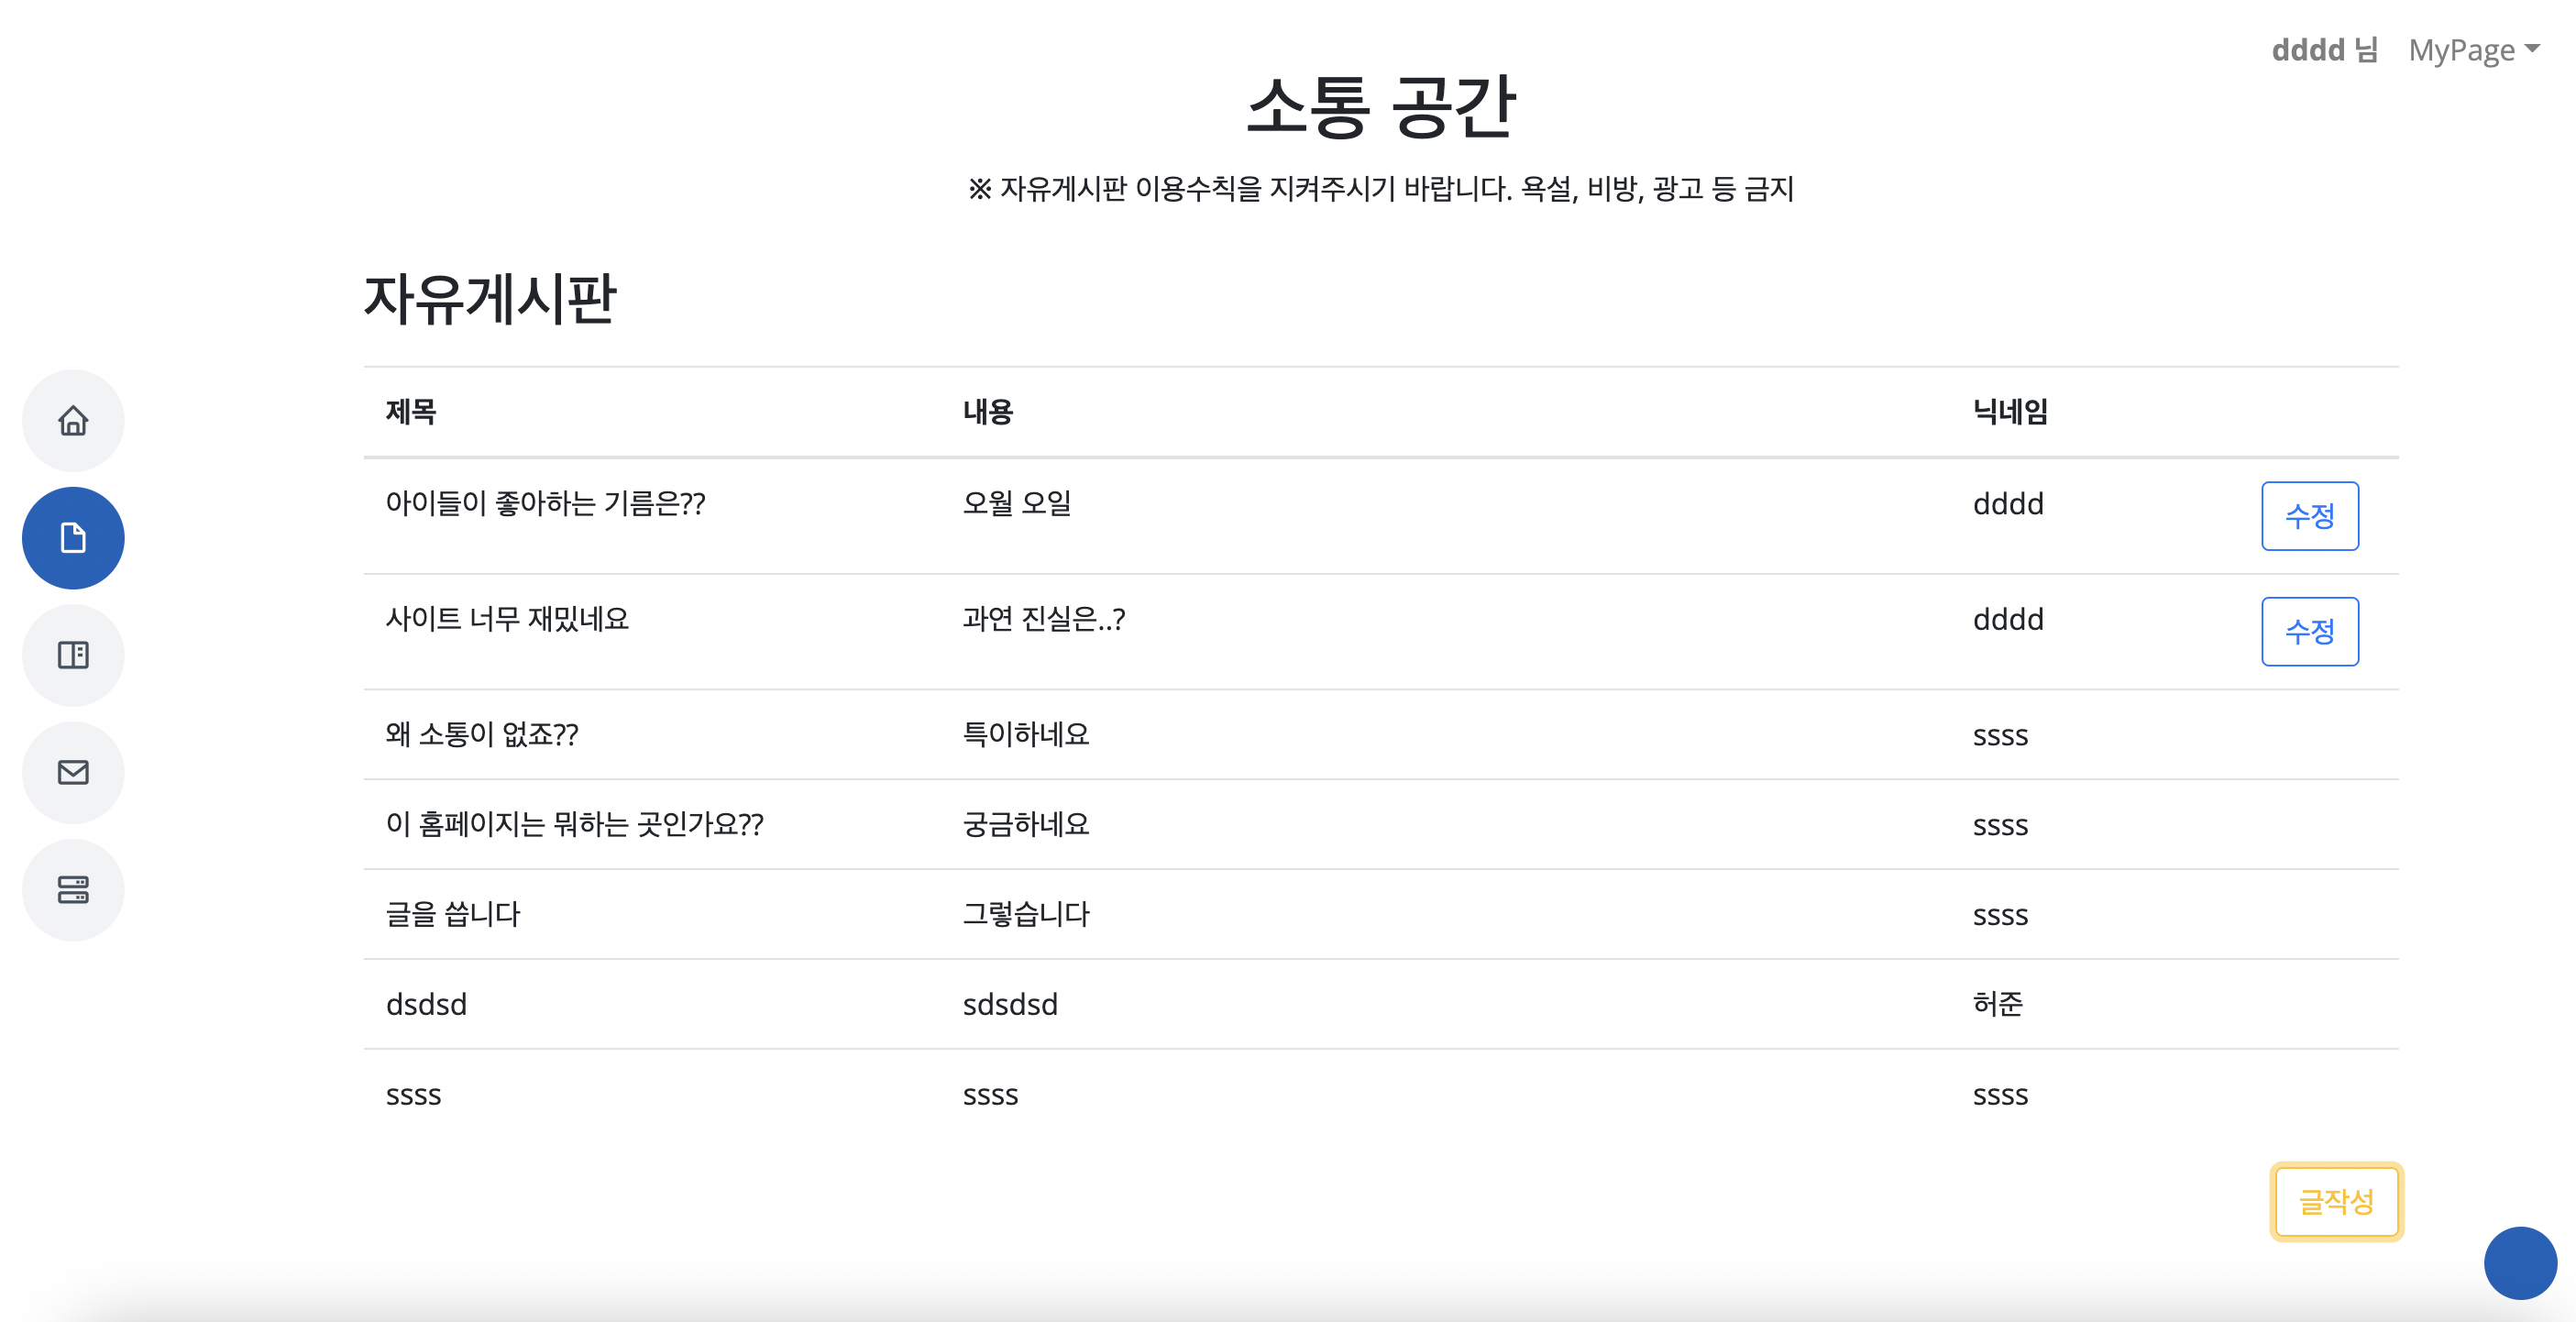 dddd 님 MyPage
소통 공간
※ 자유게시판 이용수칙을 지켜주시기 바랍니다. 욕설, 비방, 광고 등 금지
자유게시판
제목 내용 닉네임
아이들이 좋아하는 기름은?? 오월 오일 dddd 수정
사이트 너무 재밌네요 과연 진실은..? dddd 수정
왜 소통이 없죠?? 특이하네요 ssss
이 홈페이지는 뭐하는 곳인가요?? 궁금하네요 ssss
글을 씁니다 그렇습니다 ssss
dsdsd sdsdsd 허준
ssss ssss ssss
글작성